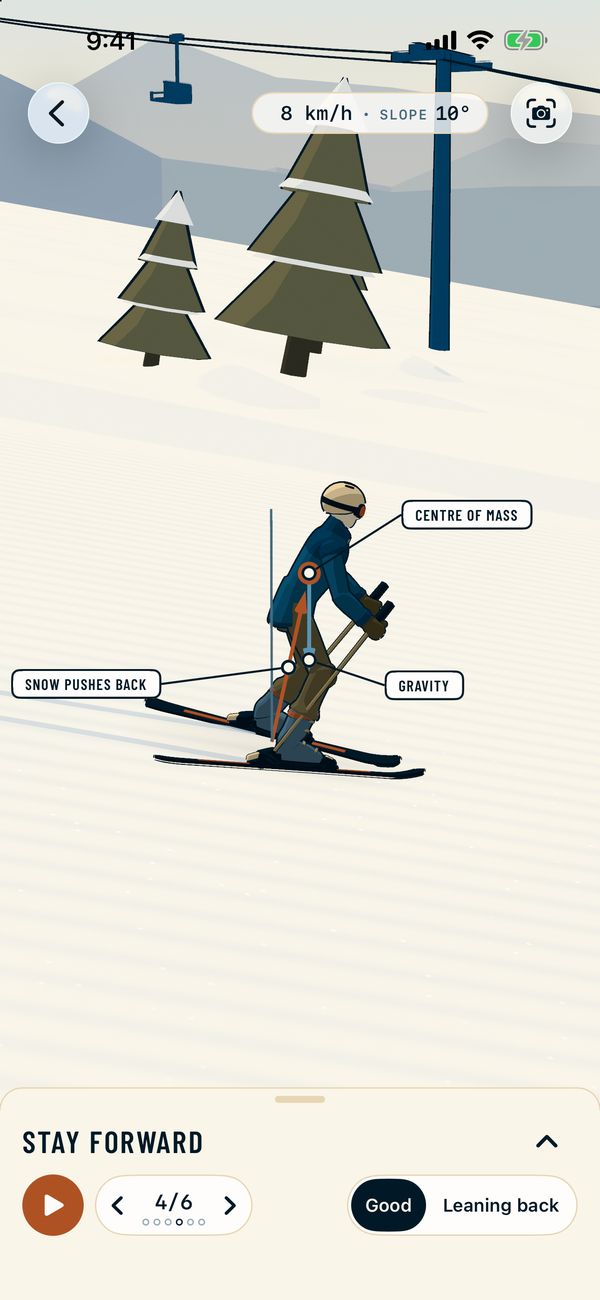 9:41
8 km/h · SLOPE 10°
CENTRE OF MASS
SNOW PUSHES BACK
GRAVITY
STAY FORWARD
4/6
Good
Leaning back